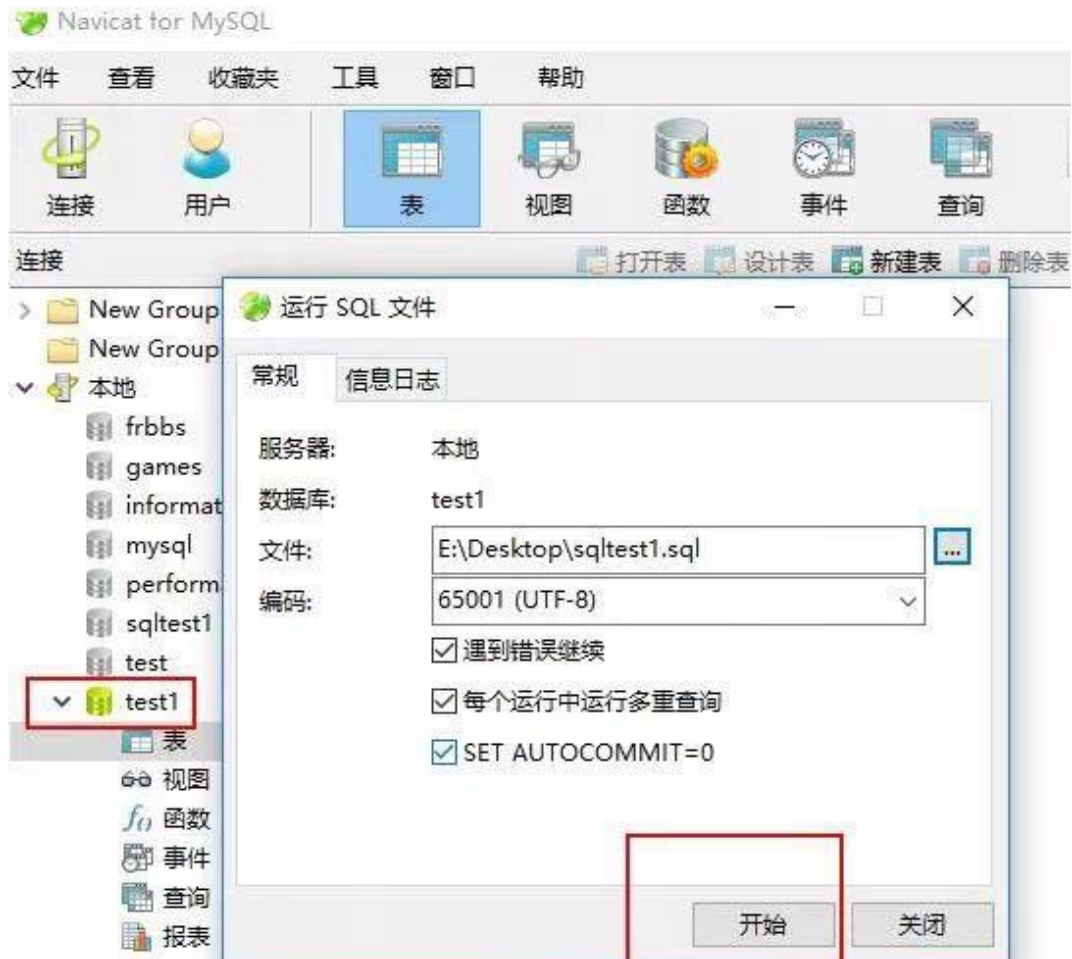 Navicat for MySQL
文件 查看 收藏夹 工具 窗口 帮助
连接 用户 表 视图 函数 事件 查询
连接 打开表 设计表 新建表 删除表
New Group
New Group
本地
frbbs
games
informat
mysql
perform
sqltest1
test
test1
表
视图
函数
事件
查询
报表
运行 SQL 文件
常规 信息日志
服务器: 本地
数据库: test1
文件: E:\Desktop\sqltest1.sql ...
编码: 65001 (UTF-8)
遇到错误继续
每个运行中运行多重查询
SET AUTOCOMMIT=0
开始 关闭